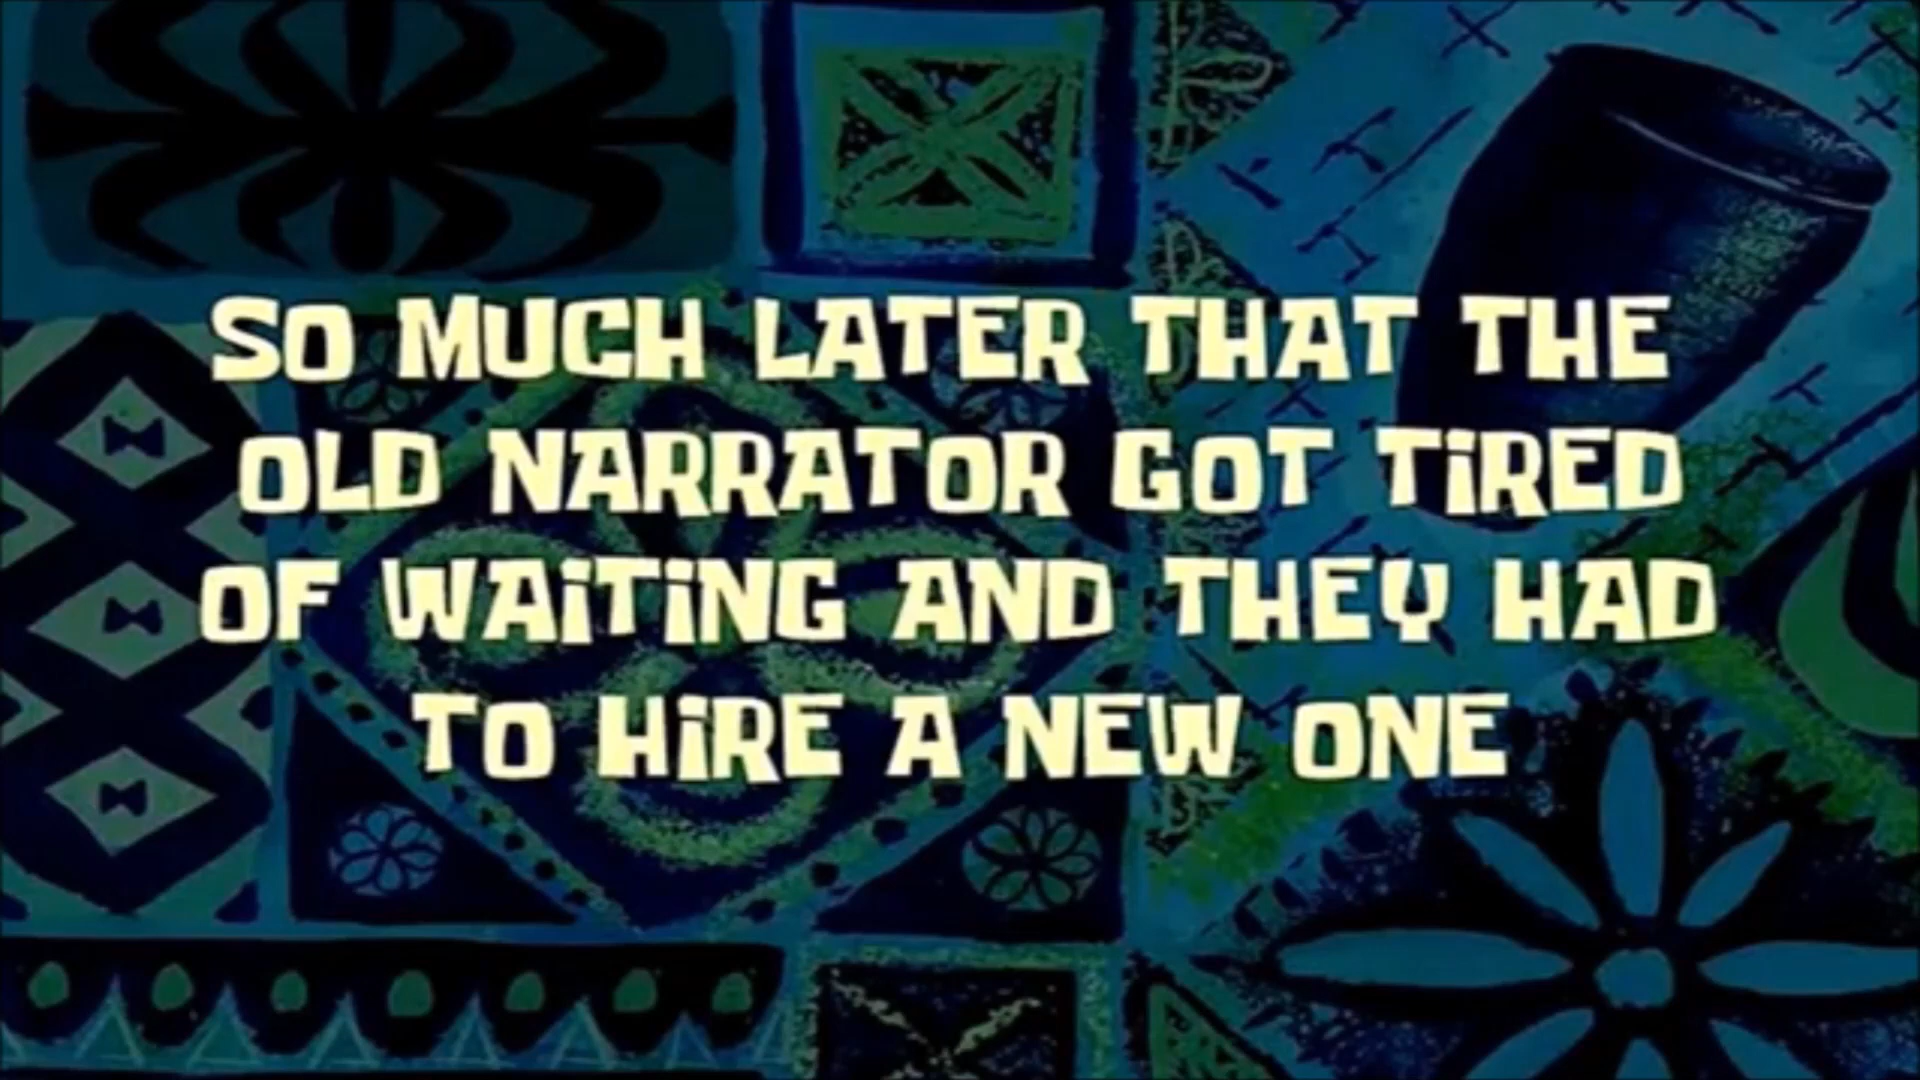 SO MUCH LATER THAT THE
OLD NARRATOR GOT TiRED
OF WAiTiNG AND THEY HAD
TO HiRE A NEW ONE